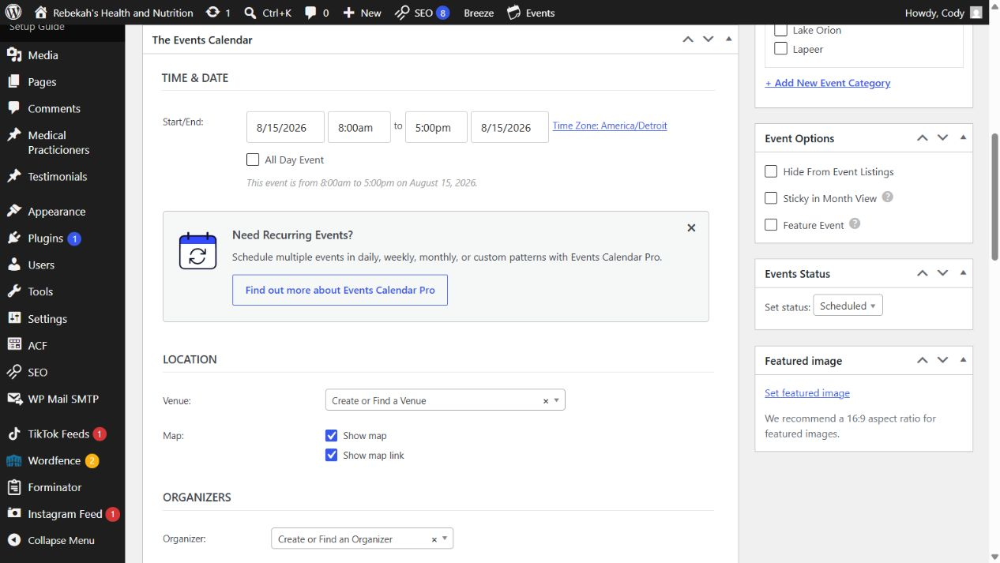 Rebekah's Health and Nutrition 1 Ctrl+K 0 New SEO 8 Breeze Events Howdy, Cody
Setup Guide
Media
Pages
Comments
Medical
Practicioners
Testimonials
Appearance
Plugins 1
Users
Tools
Settings
ACF
SEO
WP Mail SMTP
TikTok Feeds 1
Wordfence 2
Forminator
Instagram Feed 1
Collapse Menu
The Events Calendar
TIME & DATE
Start/End: 8/15/2026 8:00am to 5:00pm 8/15/2026 Time Zone: America/Detroit
All Day Event
This event is from 8:00am to 5:00pm on August 15, 2026.
Need Recurring Events?
Schedule multiple events in daily, weekly, monthly, or custom patterns with Events Calendar Pro.
Find out more about Events Calendar Pro
LOCATION
Venue: Create or Find a Venue ×
Map: Show map
Show map link
ORGANIZERS
Organizer: Create or Find an Organizer ×
Lake Orion
Lapeer
+ Add New Event Category
Event Options
Hide From Event Listings
Sticky in Month View ?
Feature Event ?
Events Status
Set status: Scheduled
Featured image
Set featured image
We recommend a 16:9 aspect ratio for
featured images.